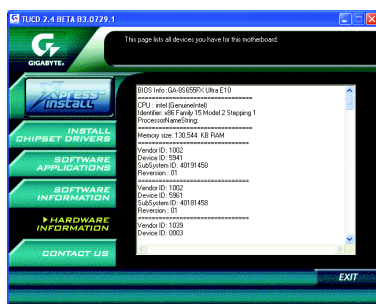 TUCD 2.4 BETA B3.0729.1
GIGABYTE
This page lists all devices you have for this motherboard.
Xpress-
INSTALL
INSTALL
CHIPSET DRIVERS
SOFTWARE
APPLICATIONS
SOFTWARE
INFORMATION
HARDWARE
INFORMATION
CONTACT US
BIOS Info :GA-8S655FX Ultra E10
================================
CPU : intel (GenuineIntel)
Identifier: x86 Family 15 Model 2 Stepping 1
ProcessorNameString:
================================
Memory size: 130,544 KB RAM
================================
Vendor ID: 1002
Device ID: 5941
SubSystem ID: 40191458
Reversion : 01
================================
Vendor ID: 1002
Device ID: 5961
SubSystem ID: 40181458
Reversion : 01
================================
Vendor ID: 1039
Device ID: 0003
EXIT